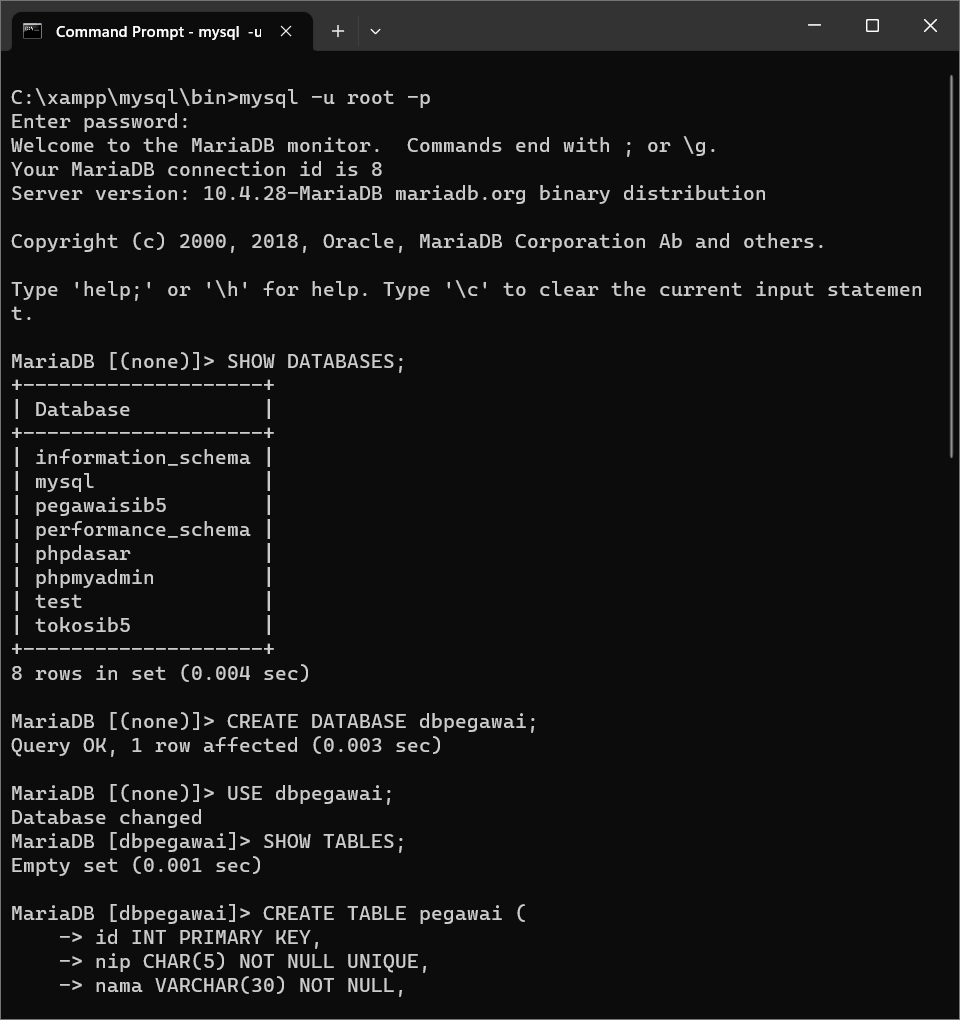 Command Prompt - mysql  -u
C:\xampp\mysql\bin>mysql -u root -p
Enter password:
Welcome to the MariaDB monitor.  Commands end with ; or \g.
Your MariaDB connection id is 8
Server version: 10.4.28-MariaDB mariadb.org binary distribution
Copyright (c) 2000, 2018, Oracle, MariaDB Corporation Ab and others.
Type 'help;' or '\h' for help. Type '\c' to clear the current input statemen
t.
MariaDB [(none)]> SHOW DATABASES;
+--------------------+
| Database           |
+--------------------+
| information_schema |
| mysql              |
| pegawaisib5        |
| performance_schema |
| phpdasar           |
| phpmyadmin         |
| test               |
| tokosib5           |
+--------------------+
8 rows in set (0.004 sec)
MariaDB [(none)]> CREATE DATABASE dbpegawai;
Query OK, 1 row affected (0.003 sec)
MariaDB [(none)]> USE dbpegawai;
Database changed
MariaDB [dbpegawai]> SHOW TABLES;
Empty set (0.001 sec)
MariaDB [dbpegawai]> CREATE TABLE pegawai (
    -> id INT PRIMARY KEY,
    -> nip CHAR(5) NOT NULL UNIQUE,
    -> nama VARCHAR(30) NOT NULL,